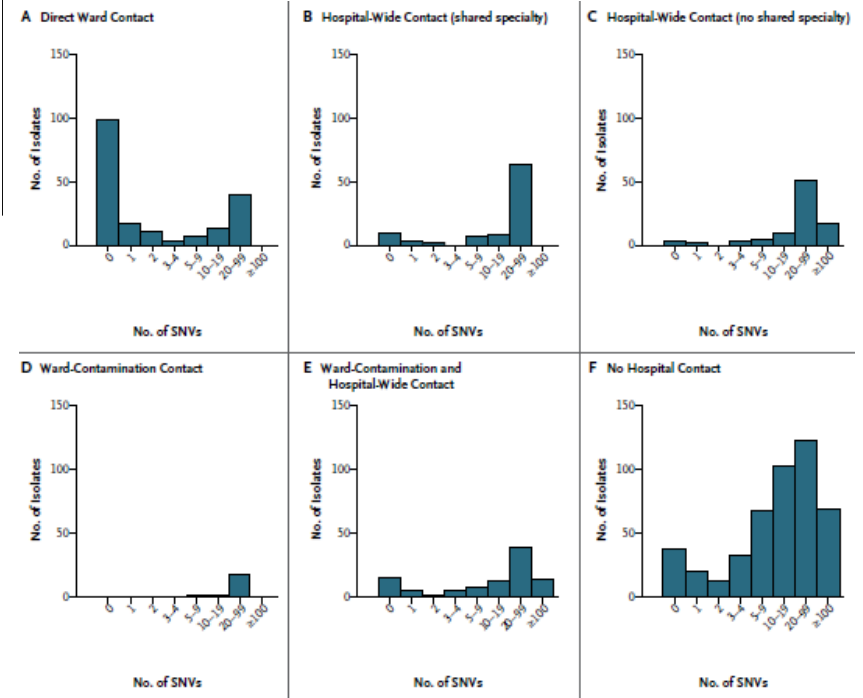 A Direct Ward Contact
150
100
50
0
No. of Isolates
0 1 2 3–4 5–9 10–19 20–99 ≥100
No. of SNVs
B Hospital-Wide Contact (shared specialty)
150
100
50
0
No. of Isolates
0 1 2 3–4 5–9 10–19 20–99 ≥100
No. of SNVs
C Hospital-Wide Contact (no shared specialty)
150
100
50
0
No. of Isolates
0 1 2 3–4 5–9 10–19 20–99 ≥100
No. of SNVs
D Ward-Contamination Contact
150
100
50
0
No. of Isolates
0 1 2 3–4 5–9 10–19 20–99 ≥100
No. of SNVs
E Ward-Contamination and
Hospital-Wide Contact
150
100
50
0
No. of Isolates
0 1 2 3–4 5–9 10–19 20–99 ≥100
No. of SNVs
F No Hospital Contact
150
100
50
0
No. of Isolates
0 1 2 3–4 5–9 10–19 20–99 ≥100
No. of SNVs